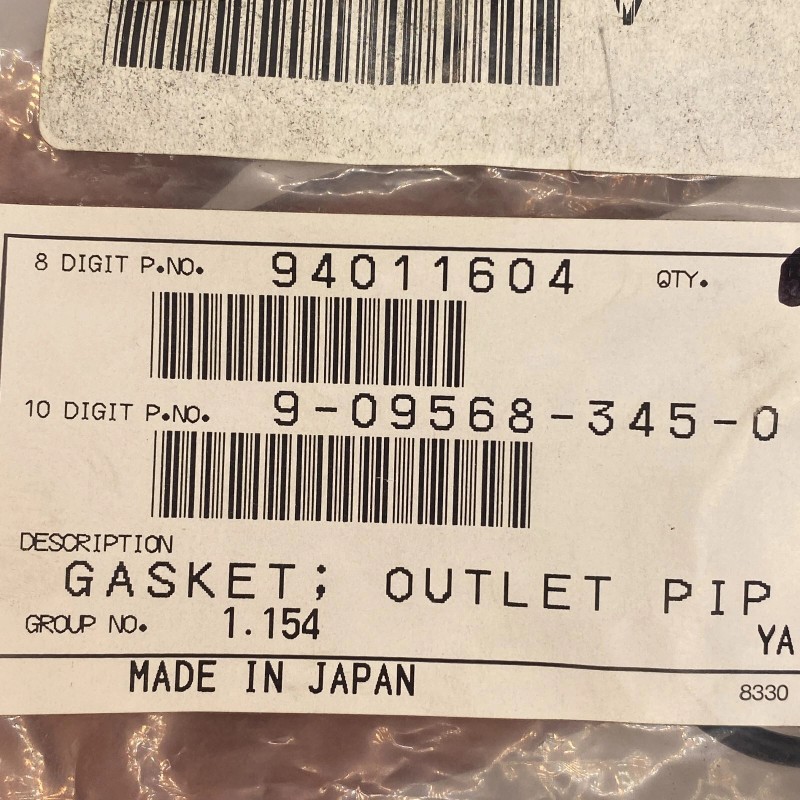 8 DIGIT P.NO. 94011604 QTY.
10 DIGIT P.NO. 9-09568-345-0
DESCRIPTION
GASKET; OUTLET PIP
GROUP NO. 1.154 YA
MADE IN JAPAN 8330